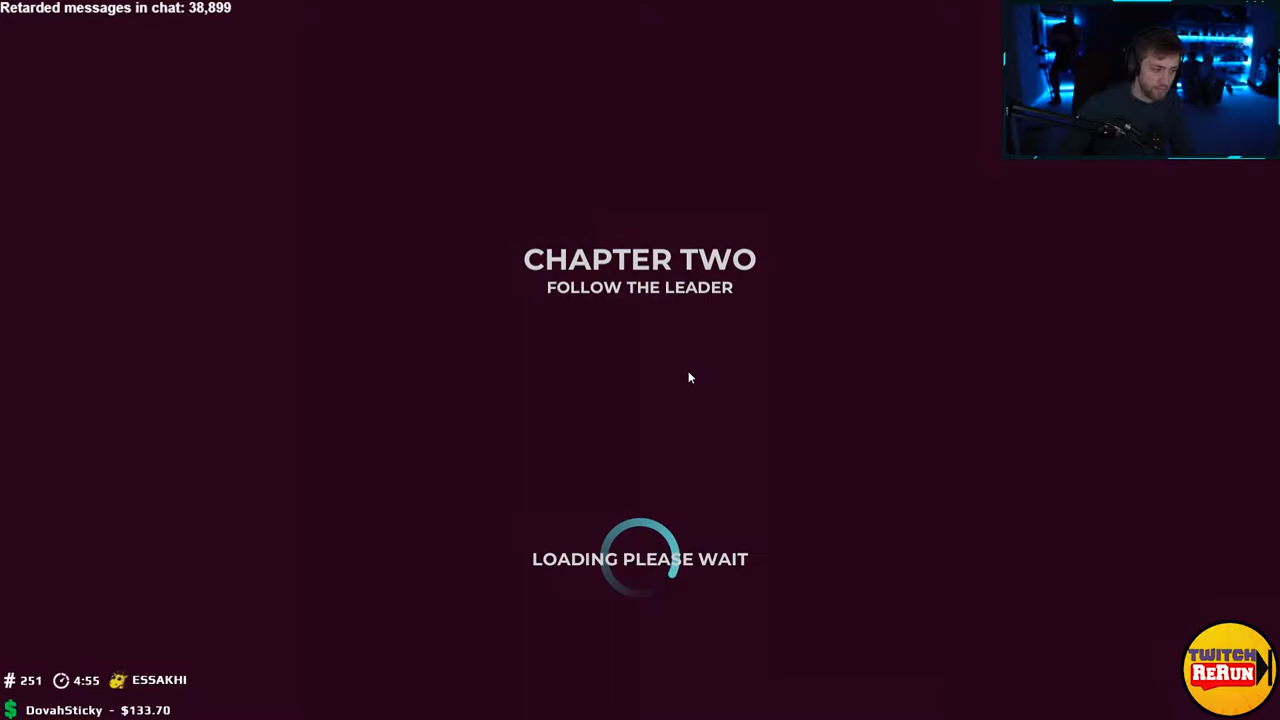 Retarded messages in chat: 38,899
CHAPTER TWO
FOLLOW THE LEADER
LOADING PLEASE WAIT
TWITCH
RERUN
# 251 4:55 ESSAKHI
$ DovahSticky - $133.70